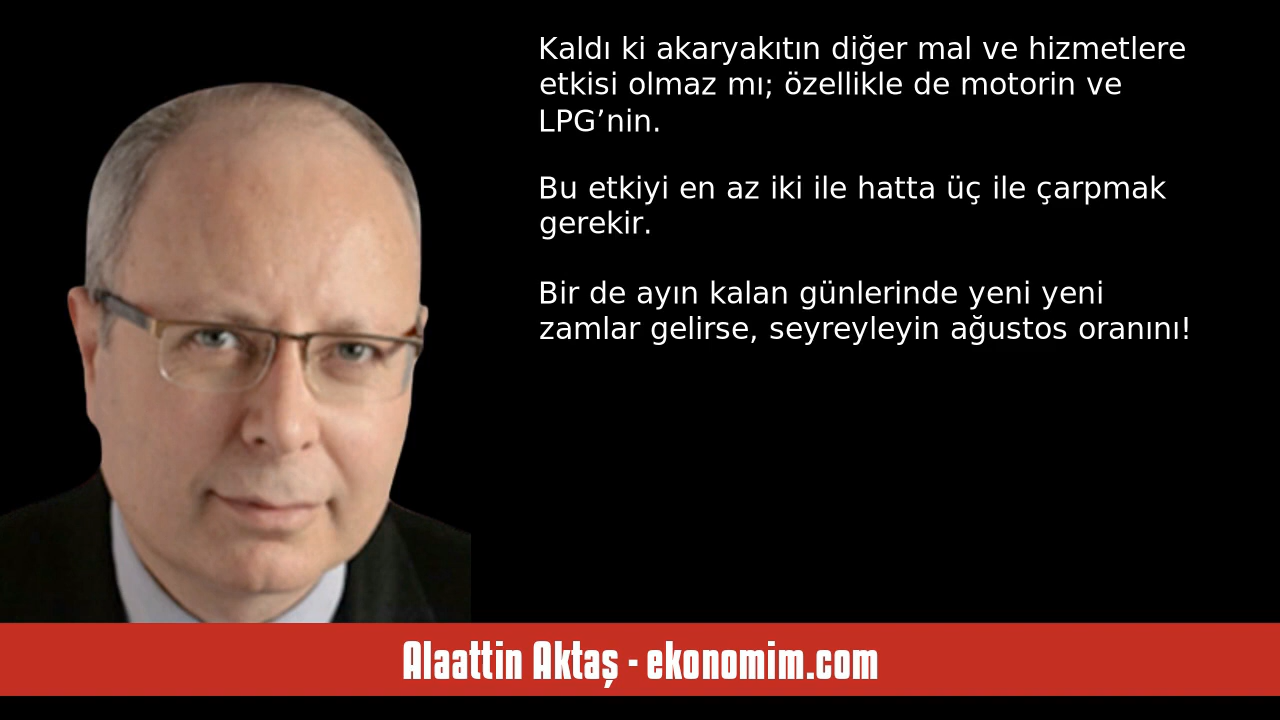 Kaldı ki akaryakıtın diğer mal ve hizmetlere
etkisi olmaz mı; özellikle de motorin ve
LPG’nin.
Bu etkiyi en az iki ile hatta üç ile çarpmak
gerekir.
Bir de ayın kalan günlerinde yeni yeni
zamlar gelirse, seyreyleyin ağustos oranını!
Alaattin Aktaş - ekonomim.com